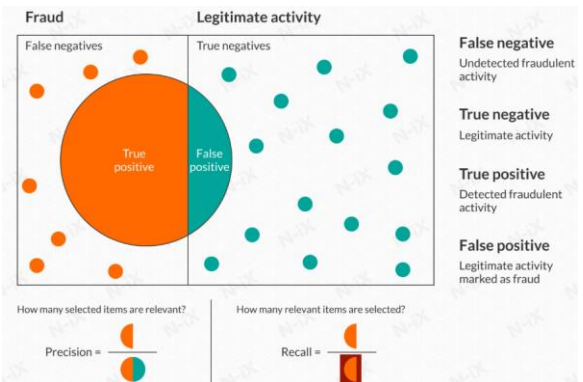 Fraud
Legitimate activity
False negatives
True negatives
True
positive
False
positive
False negative
Undetected fraudulent
activity
True negative
Legitimate activity
True positive
Detected fraudulent
activity
False positive
Legitimate activity
marked as fraud
How many selected items are relevant?
Precision =
How many relevant items are selected?
Recall =
N-iX